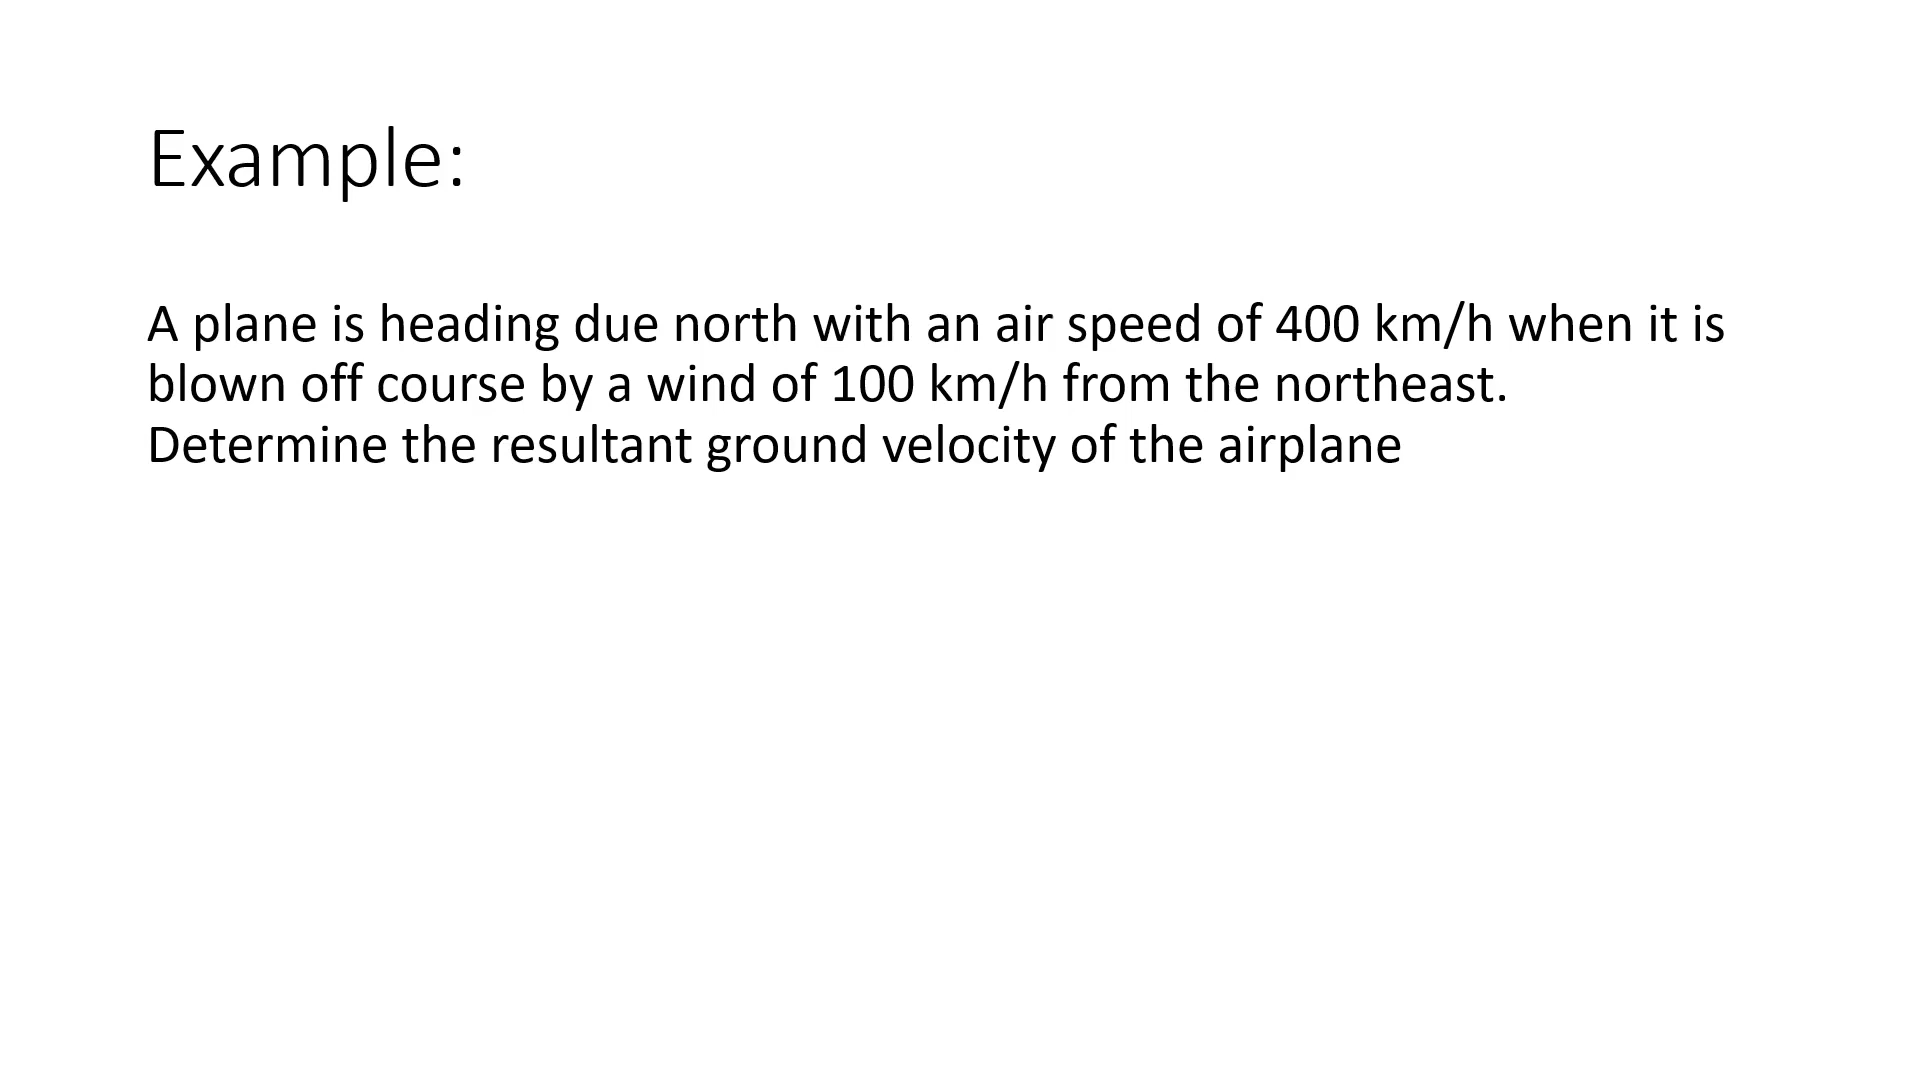 Example:
A plane is heading due north with an air speed of 400 km/h when it is
blown off course by a wind of 100 km/h from the northeast.
Determine the resultant ground velocity of the airplane